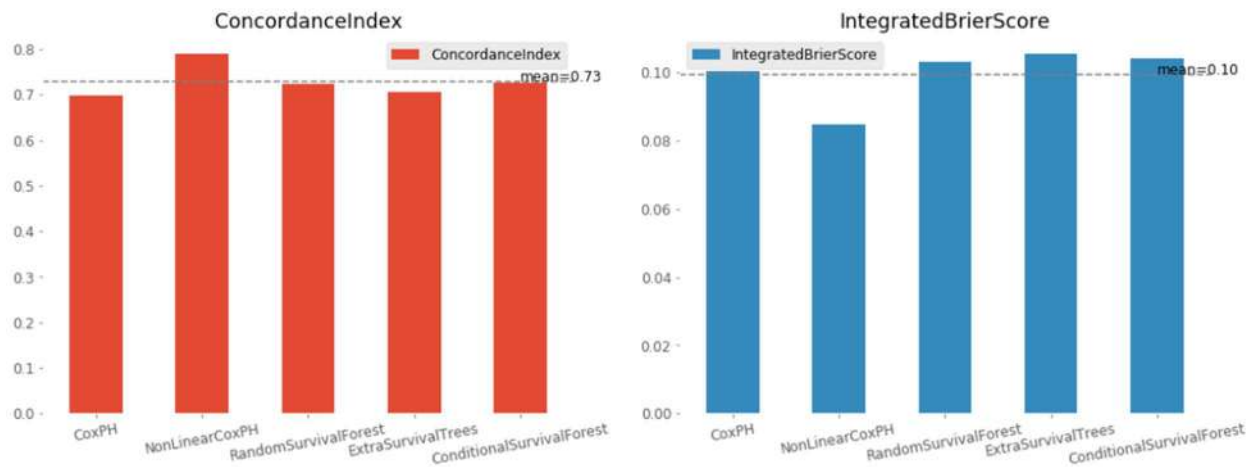 ConcordanceIndex
0.8
0.7
0.6
0.5
0.4
0.3
0.2
0.1
0.0
ConcordanceIndex
mean=0.73
CoxPH
NonLinearCoxPH
RandomSurvivalForest
ExtraSurvivalTrees
ConditionalSurvivalForest
IntegratedBrierScore
0.10
0.08
0.06
0.04
0.02
0.00
IntegratedBrierScore
mean=0.10
CoxPH
NonLinearCoxPH
RandomSurvivalForest
ExtraSurvivalTrees
ConditionalSurvivalForest